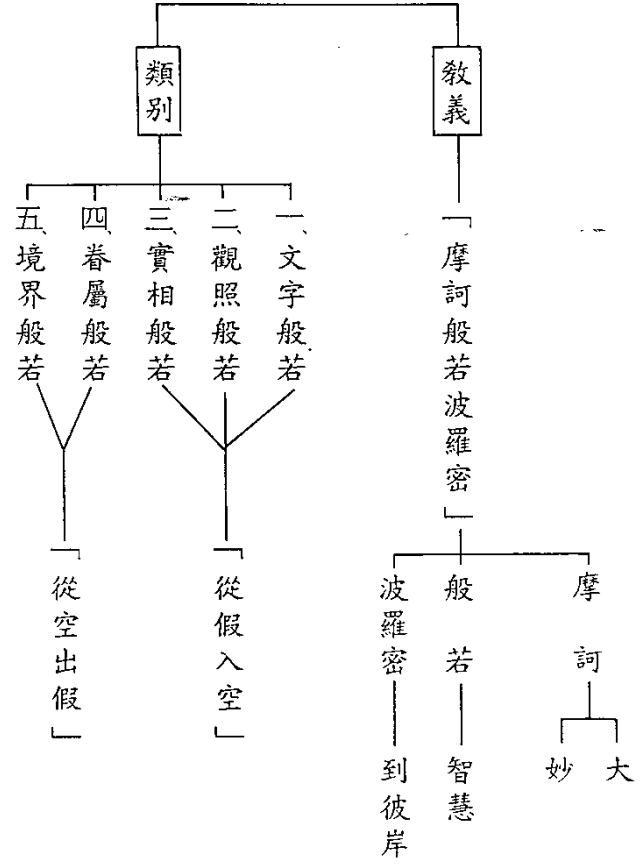 教義
「摩訶般若波羅密」
摩訶
大
妙
般若
智慧
波羅密
到彼岸
類別
一、文字般若
二、觀照般若
三、實相般若
「從假入空」
四、眷屬般若
五、境界般若
「從空出假」